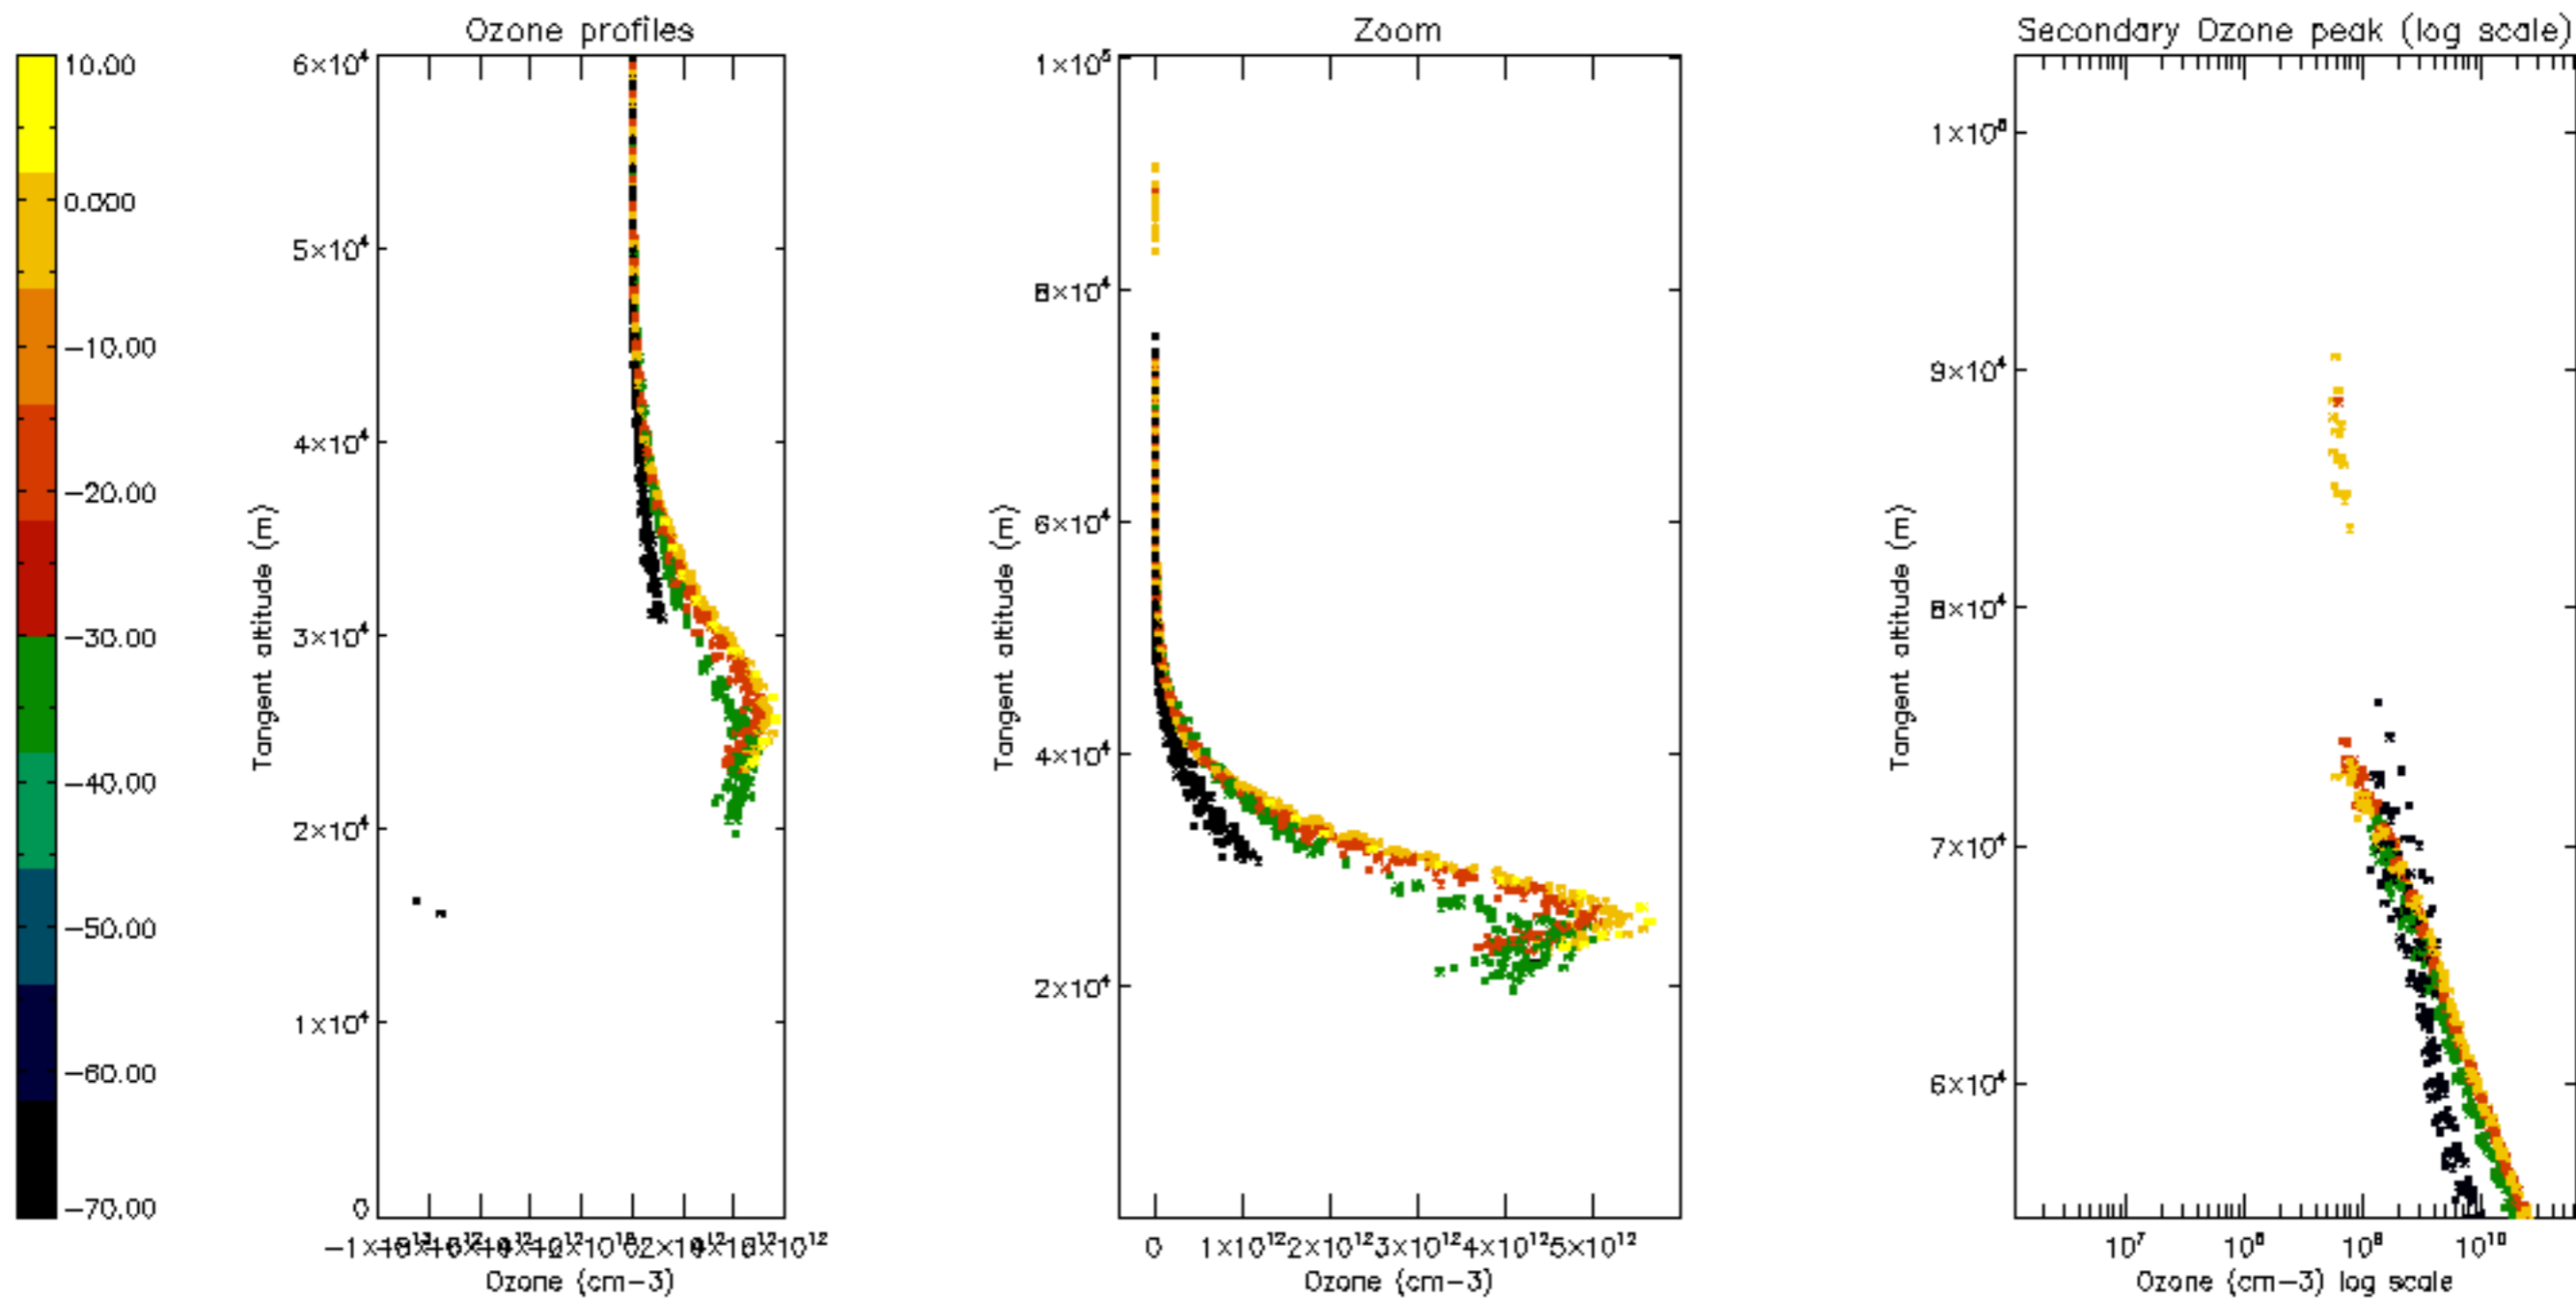 Ozone profiles
Zoom
Secondary Ozone peak (log scale)
10.00
0.000
−10.00
−20.00
−30.00
−40.00
−50.00
−60.00
−70.00
6×10⁴
5×10⁴
4×10⁴
3×10⁴
2×10⁴
1×10⁴
0
Tangent altitude (m)
Ozone (cm−3)
1×10⁵
8×10⁴
6×10⁴
4×10⁴
2×10⁴
Tangent altitude (m)
0 1×10¹² 2×10¹² 3×10¹² 4×10¹² 5×10¹²
Ozone (cm−3)
9×10⁴
8×10⁴
7×10⁴
6×10⁴
Tangent altitude (m)
10⁷ 10⁸ 10⁹ 10¹⁰
Ozone (cm−3) log scale